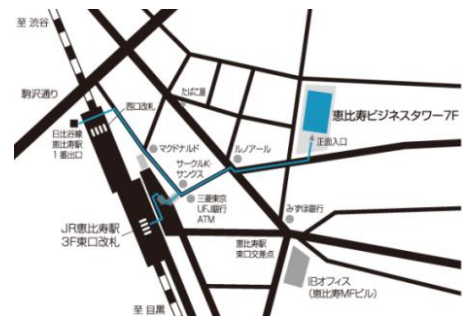 至 渋谷
駒沢通り
西口改札
たばこ屋
恵比寿ビジネスタワー7F
日比谷線
恵比寿駅
1番出口
マクドナルド
ルノアール
正面入口
サークルK・
サンクス
三菱東京
UFJ銀行
ATM
みずほ銀行
JR恵比寿駅
3F東口改札
恵比寿駅
東口交差点
IBオフィス
(恵比寿MFビル)
至 目黒